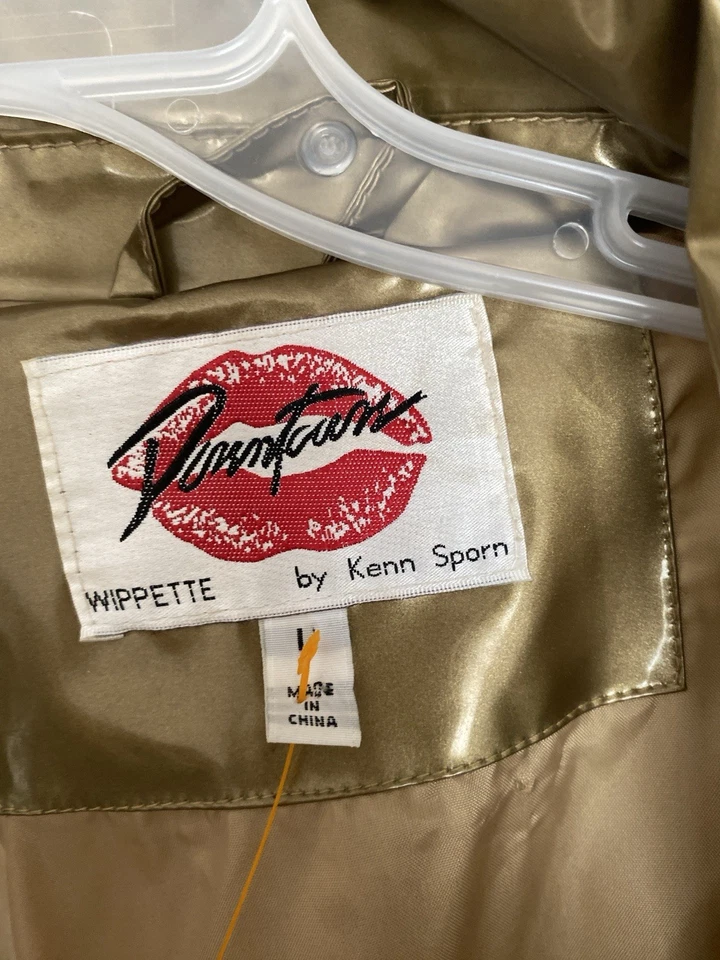 Downtown
WIPPETTE by Kenn Sporn
MADE
IN
CHINA